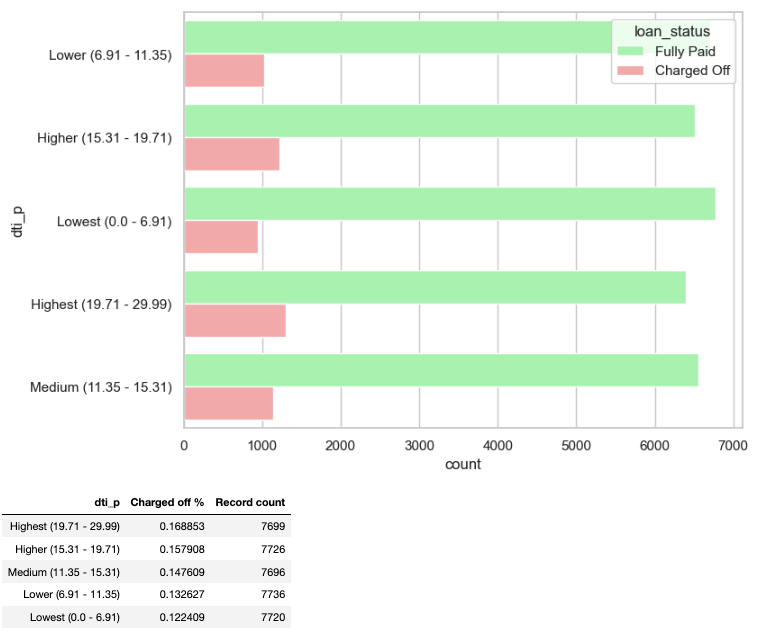 loan_status
Fully Paid
Charged Off
Lower (6.91 - 11.35)
Higher (15.31 - 19.71)
Lowest (0.0 - 6.91)
Highest (19.71 - 29.99)
Medium (11.35 - 15.31)
dti_p
0 1000 2000 3000 4000 5000 6000 7000
count
dti_p Charged off % Record count
Highest (19.71 - 29.99) 0.168853 7699
Higher (15.31 - 19.71) 0.157908 7726
Medium (11.35 - 15.31) 0.147609 7696
Lower (6.91 - 11.35) 0.132627 7736
Lowest (0.0 - 6.91) 0.122409 7720